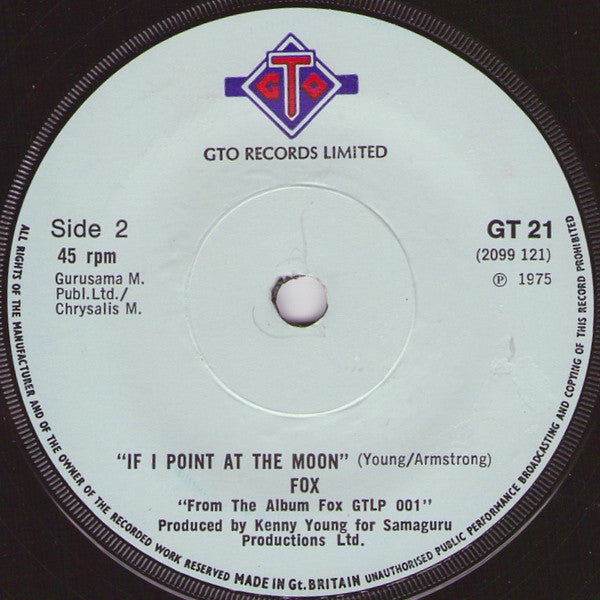 GTO
GTO RECORDS LIMITED
Side 2
45 rpm
Gurusama M.
Publ.Ltd./
Chrysalis M.
GT 21
(2099 121)
℗ 1975
"IF I POINT AT THE MOON" (Young/Armstrong)
FOX
"From The Album Fox GTLP 001"
Produced by Kenny Young for Samaguru
Productions Ltd.
ALL RIGHTS OF THE MANUFACTURER AND OF THE OWNER OF THE RECORDED WORK RESERVED MADE IN Gt. BRITAIN UNAUTHORISED PUBLIC PERFORMANCE BROADCASTING AND COPYING OF THIS RECORD PROHIBITED